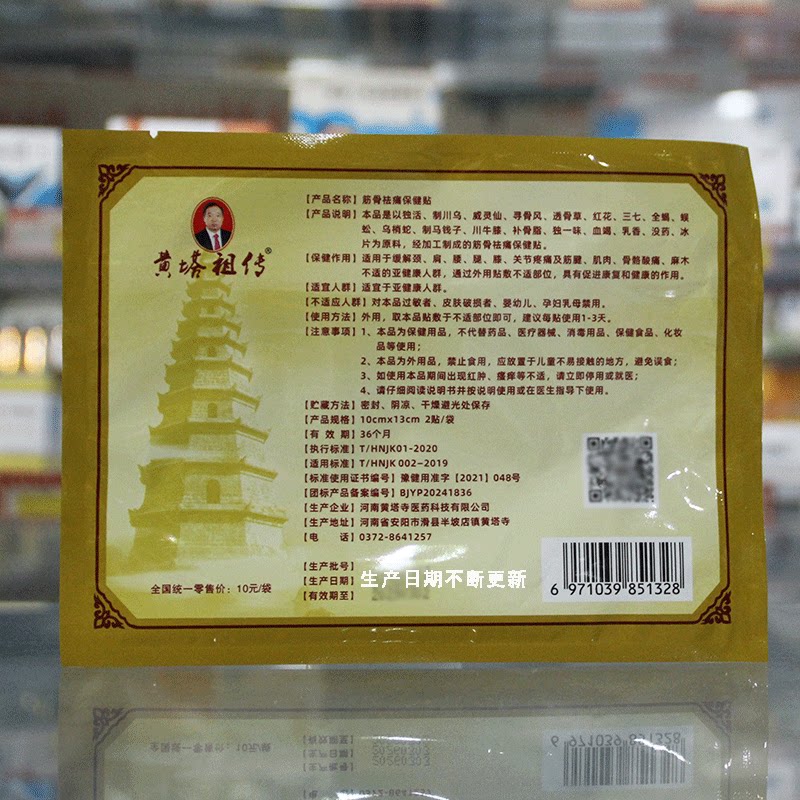 黄塔祖传®
全国统一零售价：10元/袋
【产品名称】筋骨祛痛保健贴
【产品说明】本品是以独活、制川乌、威灵仙、寻骨风、透骨草、红花、三七、全蝎、蜈
蚣、乌梢蛇、制马钱子、川牛膝、补骨脂、独一味、血竭、乳香、没药、冰
片为原料，经加工制成的筋骨祛痛保健贴。
【保健作用】适用于缓解颈、肩、腰、腿、膝、关节疼痛及筋腱、肌肉、骨骼酸痛、麻木
不适的亚健康人群，通过外用贴敷不适部位，具有促进康复和健康的作用。
【适宜人群】适宜于亚健康人群。
【不适应人群】对本品过敏者、皮肤破损者、婴幼儿、孕妇乳母禁用。
【使用方法】外用，取本品贴敷于不适部位即可，建议每贴使用1-3天。
【注意事项】1、本品为保健用品，不代替药品、医疗器械、消毒用品、保健食品、化妆
品等使用；
2、本品为外用品，禁止食用，应放置于儿童不易接触的地方，避免误食；
3、如使用本品期间出现红肿、瘙痒等不适，请立即停用或就医；
4、请仔细阅读说明书并按说明使用或在医生指导下使用。
【贮藏方法】密封、阴凉、干燥避光处保存
【产品规格】10cm×13cm 2贴/袋
【有 效 期】36个月
【执行标准】T/HNJK01-2020
【适用标准】T/HNJK 002-2019
【标准使用证书编号】豫健用准字【2021】048号
【团标产品备案编号】BJYP20241836
【生产企业】河南黄塔寺医药科技有限公司
【生产地址】河南省安阳市滑县半坡店镇黄塔寺
【电　　话】0372-8641257
【生产批号】
【生产日期】生产日期不断更新
【有效期至】
6 971039 851328